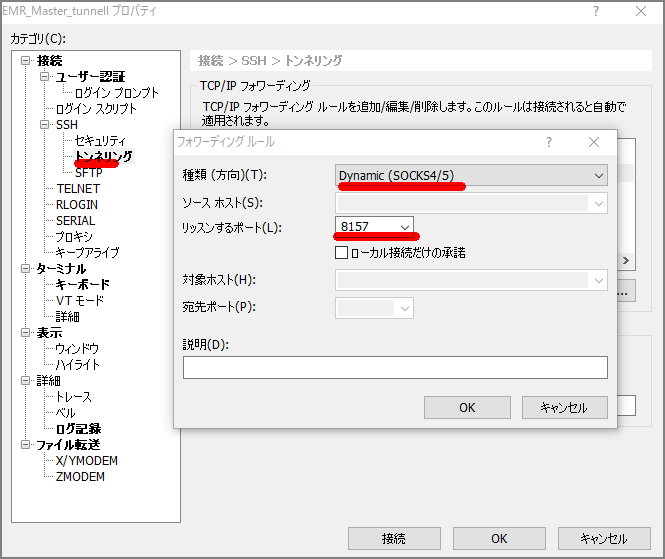 EMR_Master_tunnell プロパティ
カテゴリ(C):
接続
ユーザー認証
ログイン プロンプト
ログイン スクリプト
SSH
セキュリティ
トンネリング
SFTP
TELNET
RLOGIN
SERIAL
プロキシ
キープアライブ
ターミナル
キーボード
VT モード
詳細
表示
ウィンドウ
ハイライト
詳細
トレース
ベル
ログ記録
ファイル転送
X/YMODEM
ZMODEM
接続 > SSH > トンネリング
TCP/IP フォワーディング
TCP/IP フォワーディング ルールを追加/編集/削除します。このルールは接続されると自動で
適用されます。
フォワーディング ルール
種類 (方向)(T):
Dynamic (SOCKS4/5)
ソース ホスト(S):
リッスンするポート(L):
8157
ローカル接続だけの承諾
対象ホスト(H):
宛先ポート(P):
説明(D):
OK
キャンセル
...
接続
OK
キャンセル